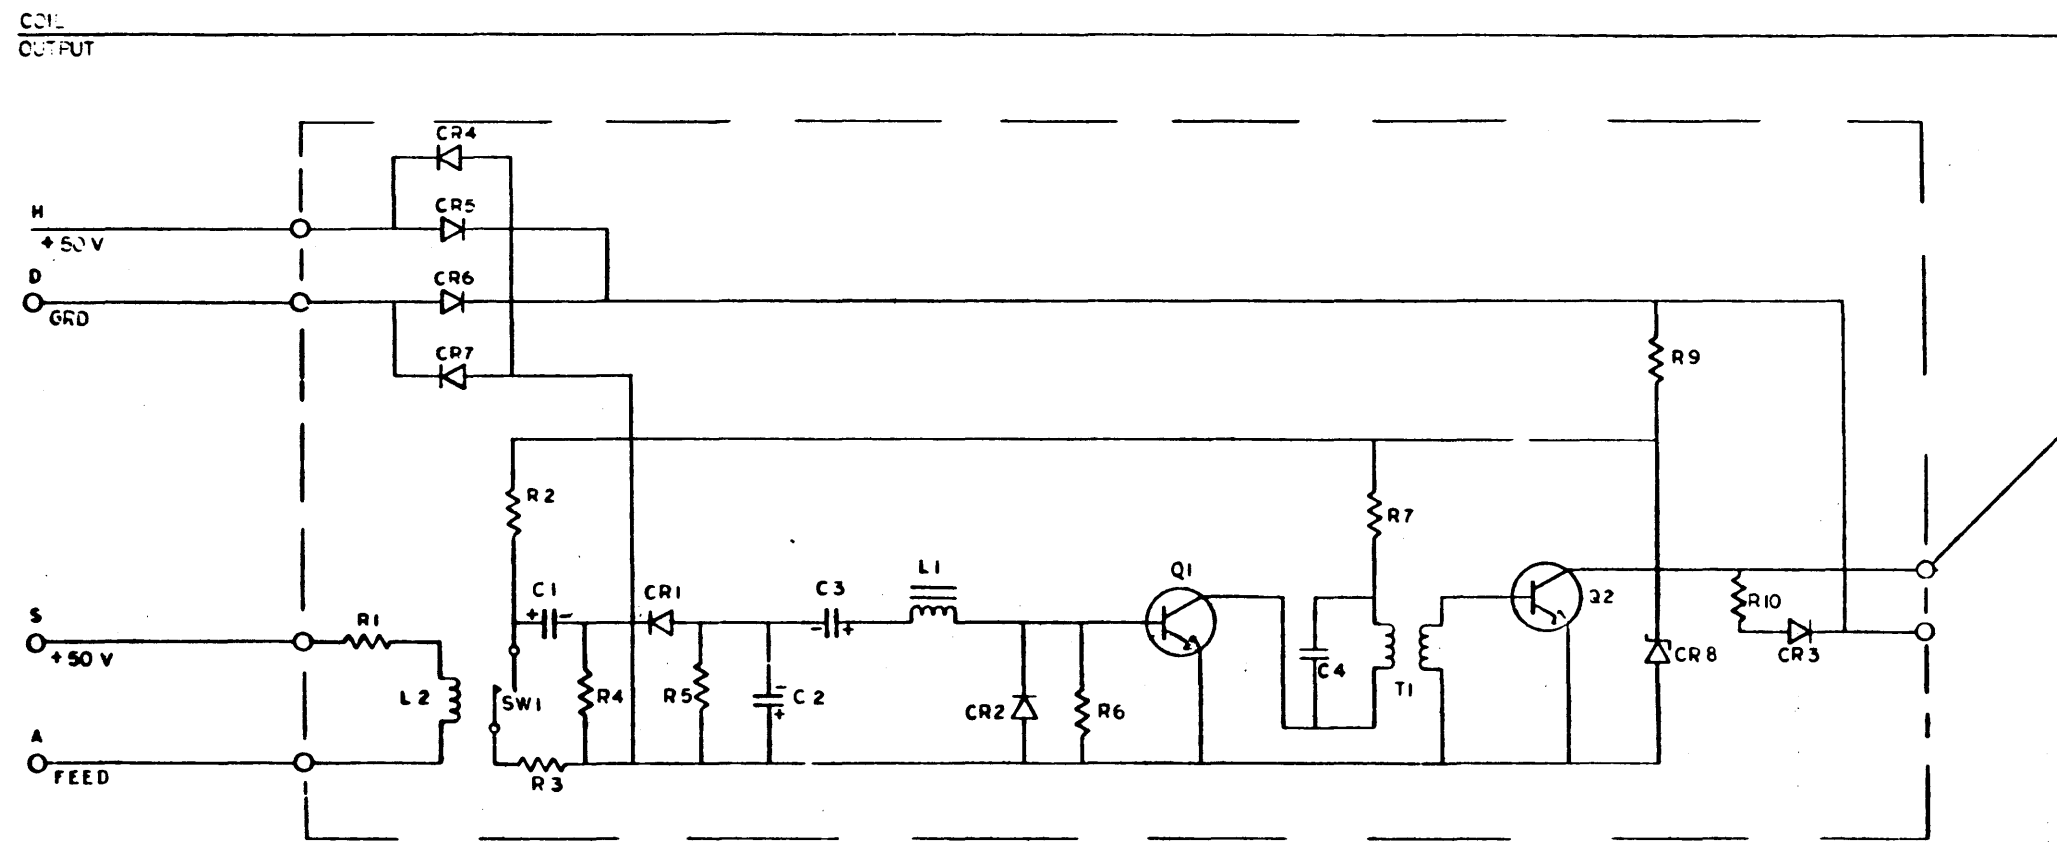 COIL
OUTPUT
CR4
H
CR5
+ 50 V
D
CR6
GRD
CR7
R9
R2
R7
C1
CR1
C3
L1
Q1
Q2
+
-
-
+
S
R1
+50 V
R10
L2
SW1
R4
R5
-
C2
+
CR2
R6
C4
T1
CR8
CR3
A
FEED
R3